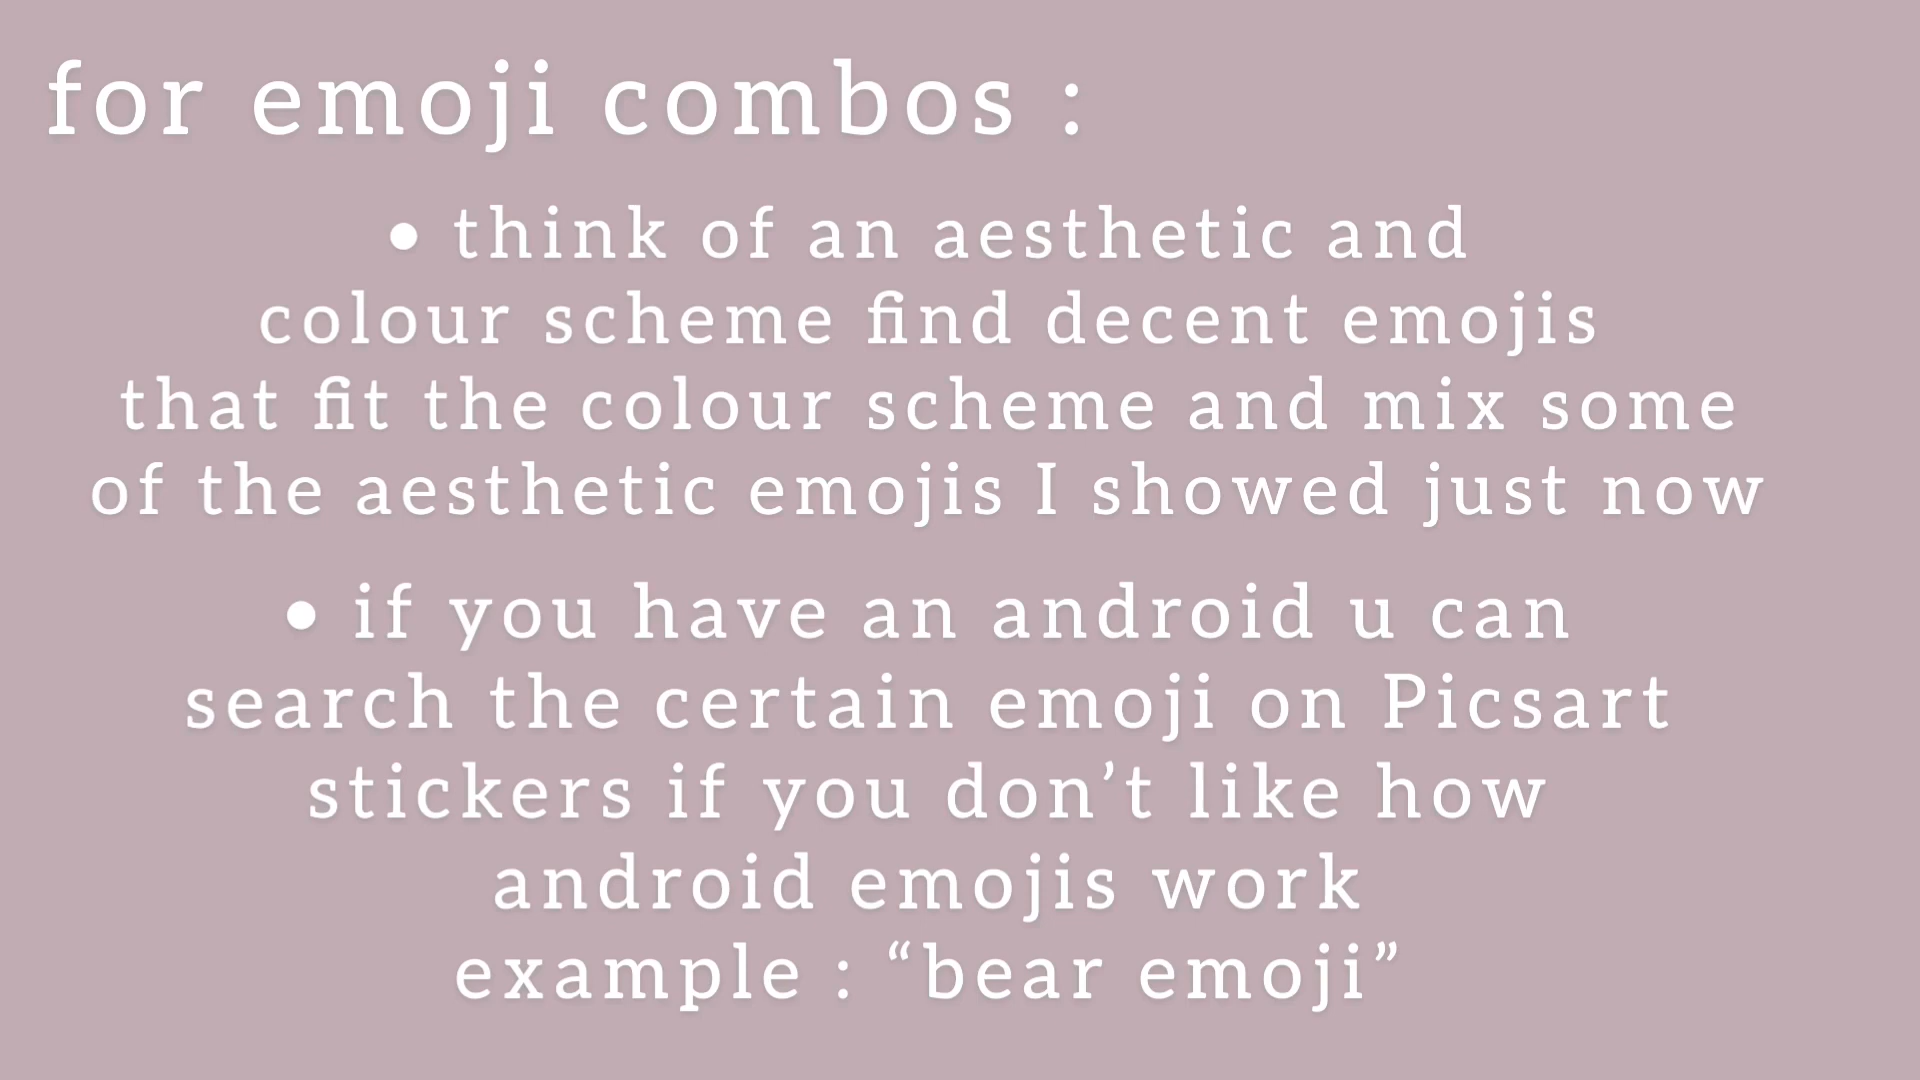 for emoji combos :
• think of an aesthetic and
colour scheme find decent emojis
that fit the colour scheme and mix some
of the aesthetic emojis I showed just now
• if you have an android u can
search the certain emoji on Picsart
stickers if you don’t like how
android emojis work
example : “bear emoji”